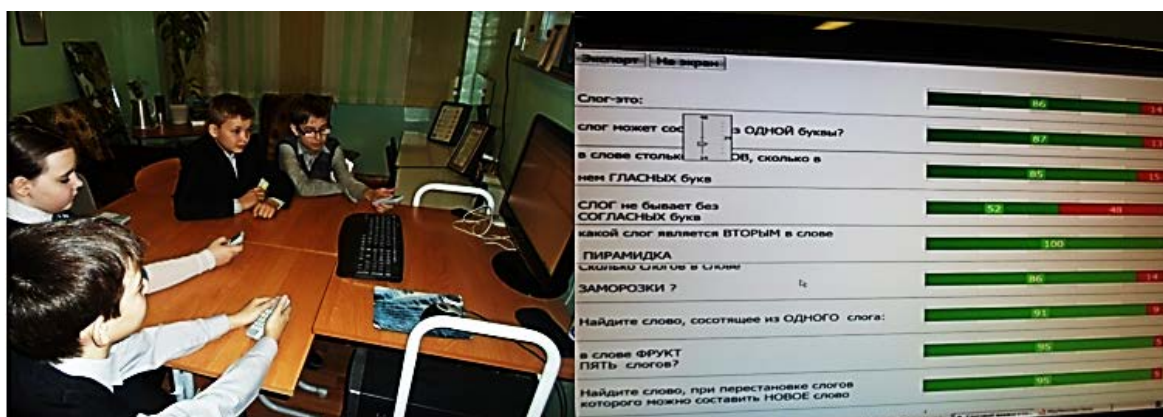 Экспорт На экран
Слог-это:
86 14
слог может сос з ОДНОЙ буквы?
87 13
в слове столько ОВ, сколько в
нем ГЛАСНЫХ букв
85 15
СЛОГ не бывает без
СОГЛАСНЫХ букв
52 48
какой слог является ВТОРЫМ в слове
ПИРАМИДКА
100
Сколько слогов в слове
ЗАМОРОЗКИ ?
86 14
Найдите слово, сосотящее из ОДНОГО слога:
91 9
в слове ФРУКТ
ПЯТЬ слогов?
95 5
Найдите слово, при перестановке слогов
которого можно составить НОВОЕ слово
95 5